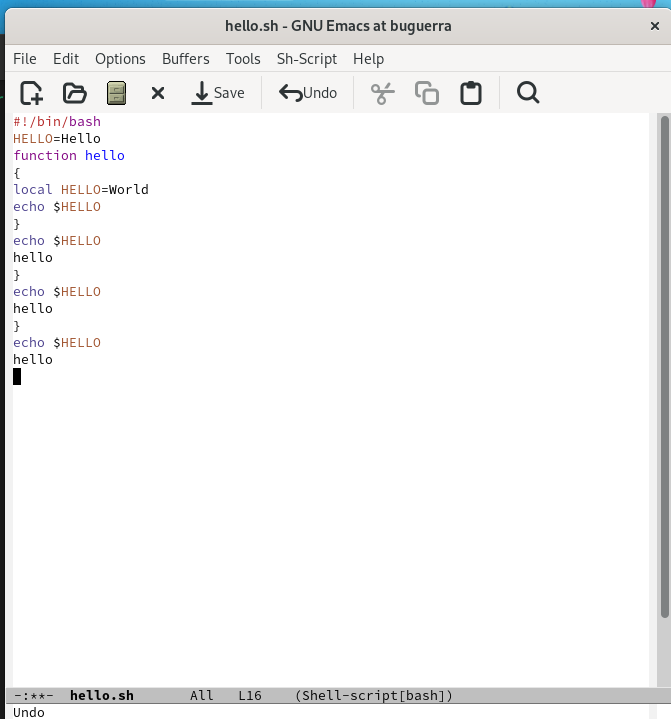 hello.sh - GNU Emacs at buguerra
File Edit Options Buffers Tools Sh-Script Help
Save Undo
#!/bin/bash
HELLO=Hello
function hello
{
local HELLO=World
echo $HELLO
}
echo $HELLO
hello
}
echo $HELLO
hello
}
echo $HELLO
hello
-:**- hello.sh All L16 (Shell-script[bash])
Undo